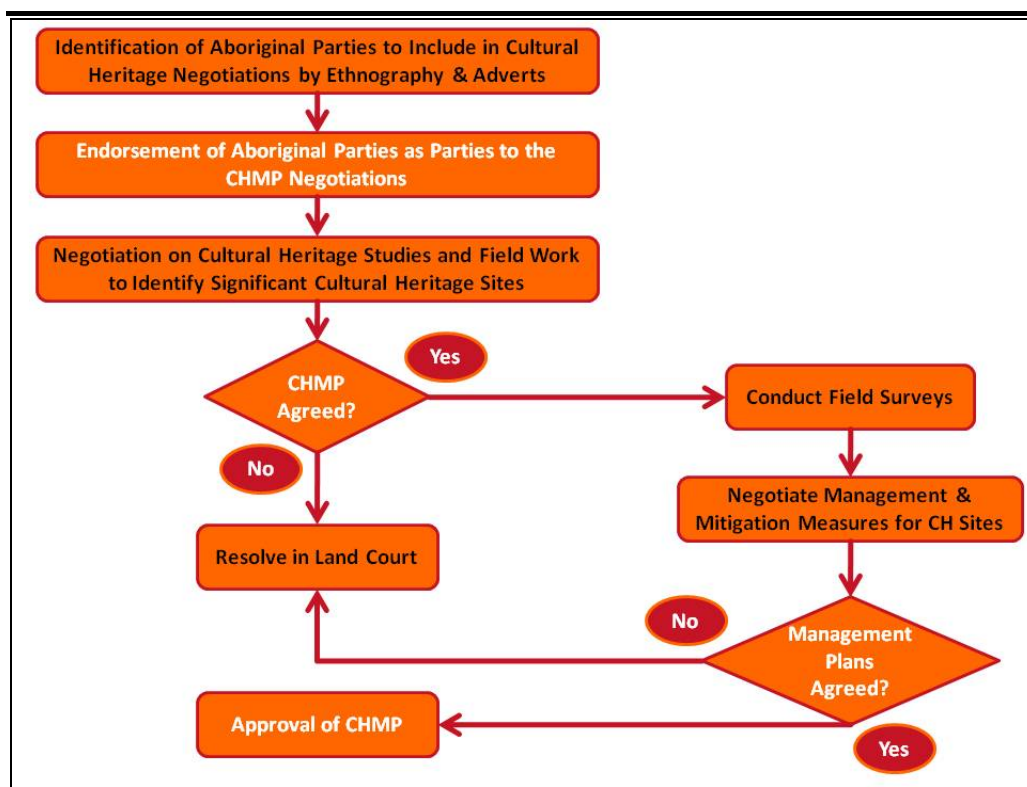 Identification of Aboriginal Parties to Include in Cultural
Heritage Negotiations by Ethnography & Adverts
Endorsement of Aboriginal Parties as Parties to the
CHMP Negotiations
Negotiation on Cultural Heritage Studies and Field Work
to Identify Significant Cultural Heritage Sites
CHMP
Agreed?
Yes
Conduct Field Surveys
No
Negotiate Management &
Mitigation Measures for CH Sites
Resolve in Land Court
No
Management
Plans
Agreed?
Approval of CHMP
Yes